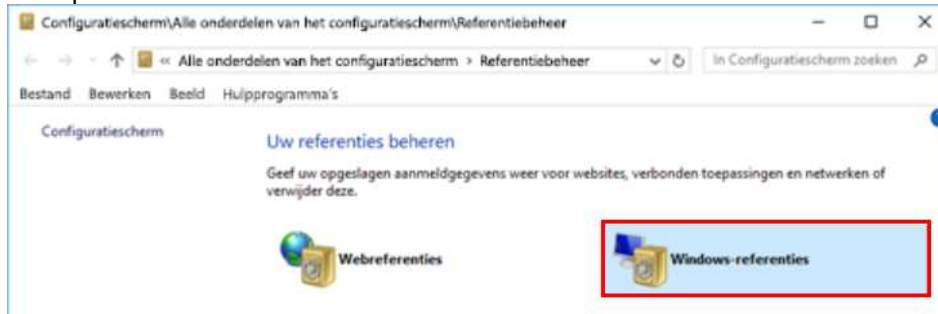 Configuratiescherm\Alle onderdelen van het configuratiescherm\Referentiebeheer
« Alle onderdelen van het configuratiescherm › Referentiebeheer
In Configuratiescherm zoeken
Bestand Bewerken Beeld Hulpprogramma's
Configuratiescherm
Uw referenties beheren
Geef uw opgeslagen aanmeldgegevens weer voor websites, verbonden toepassingen en netwerken of
verwijder deze.
Webreferenties
Windows-referenties